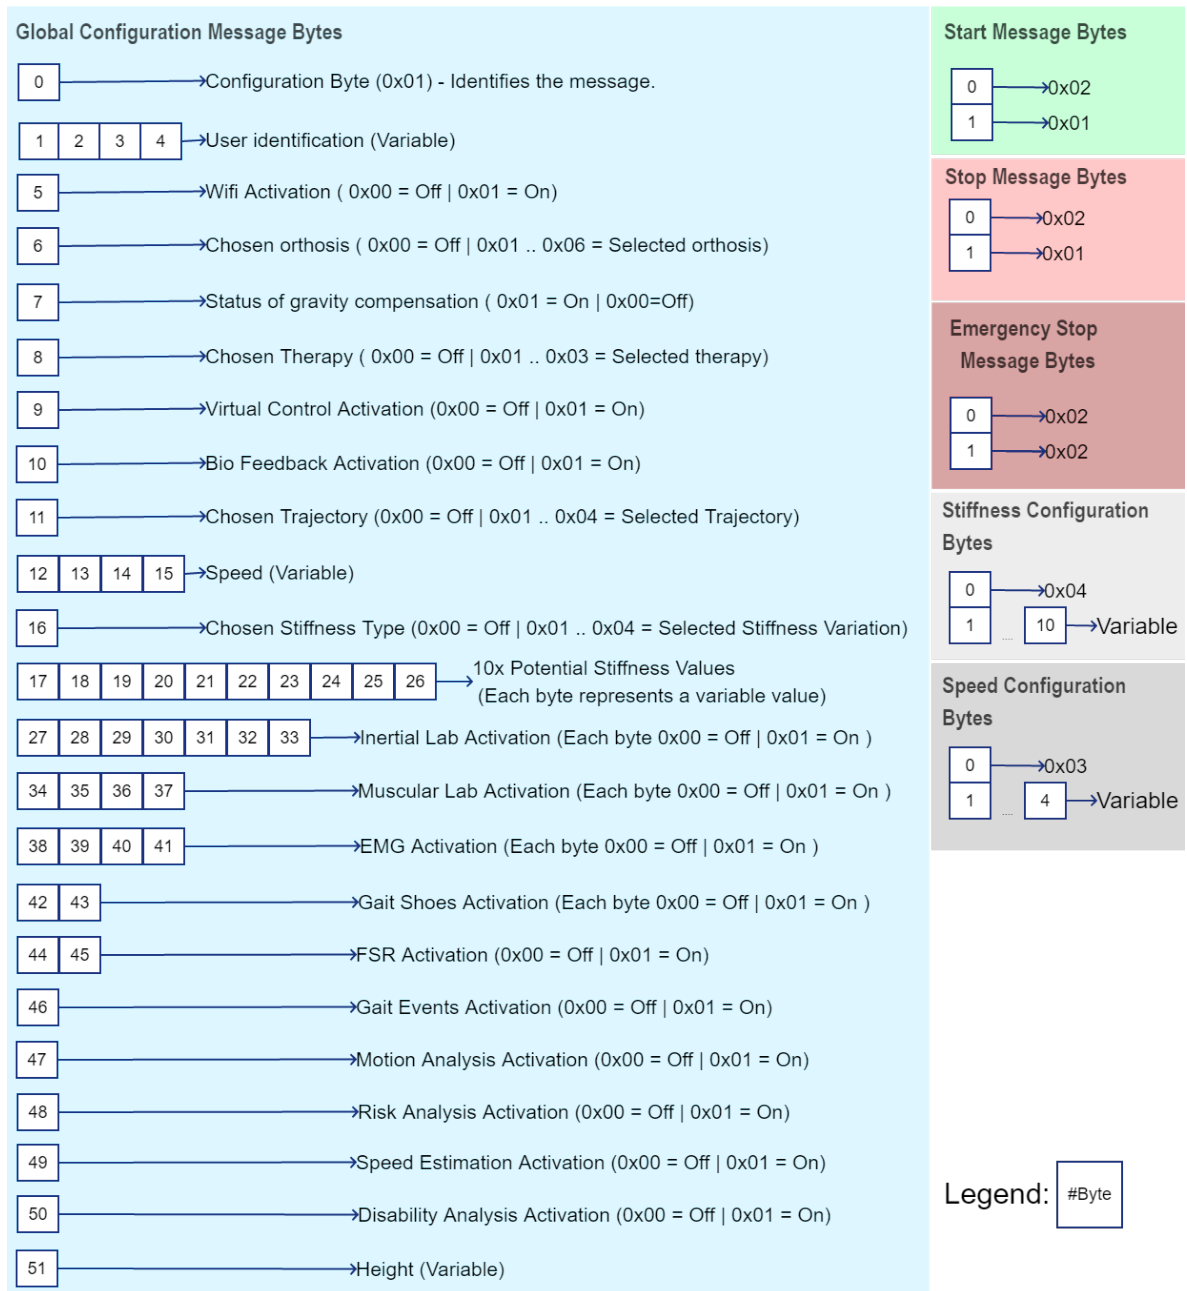 Global Configuration Message Bytes
0 Configuration Byte (0x01) - Identifies the message.
1 2 3 4 User identification (Variable)
5 Wifi Activation ( 0x00 = Off | 0x01 = On)
6 Chosen orthosis ( 0x00 = Off | 0x01 .. 0x06 = Selected orthosis)
7 Status of gravity compensation ( 0x01 = On | 0x00=Off)
8 Chosen Therapy ( 0x00 = Off | 0x01 .. 0x03 = Selected therapy)
9 Virtual Control Activation (0x00 = Off | 0x01 = On)
10 Bio Feedback Activation (0x00 = Off | 0x01 = On)
11 Chosen Trajectory (0x00 = Off | 0x01 .. 0x04 = Selected Trajectory)
12 13 14 15 Speed (Variable)
16 Chosen Stiffness Type (0x00 = Off | 0x01 .. 0x04 = Selected Stiffness Variation)
17 18 19 20 21 22 23 24 25 26 10x Potential Stiffness Values
(Each byte represents a variable value)
27 28 29 30 31 32 33 Inertial Lab Activation (Each byte 0x00 = Off | 0x01 = On )
34 35 36 37 Muscular Lab Activation (Each byte 0x00 = Off | 0x01 = On )
38 39 40 41 EMG Activation (Each byte 0x00 = Off | 0x01 = On )
42 43 Gait Shoes Activation (Each byte 0x00 = Off | 0x01 = On )
44 45 FSR Activation (0x00 = Off | 0x01 = On)
46 Gait Events Activation (0x00 = Off | 0x01 = On)
47 Motion Analysis Activation (0x00 = Off | 0x01 = On)
48 Risk Analysis Activation (0x00 = Off | 0x01 = On)
49 Speed Estimation Activation (0x00 = Off | 0x01 = On)
50 Disability Analysis Activation (0x00 = Off | 0x01 = On)
51 Height (Variable)
Start Message Bytes
0 0x02
1 0x01
Stop Message Bytes
0 0x02
1 0x01
Emergency Stop
Message Bytes
0 0x02
1 0x02
Stiffness Configuration
Bytes
0 0x04
1 .... 10 Variable
Speed Configuration
Bytes
0 0x03
1 .... 4 Variable
Legend: #Byte